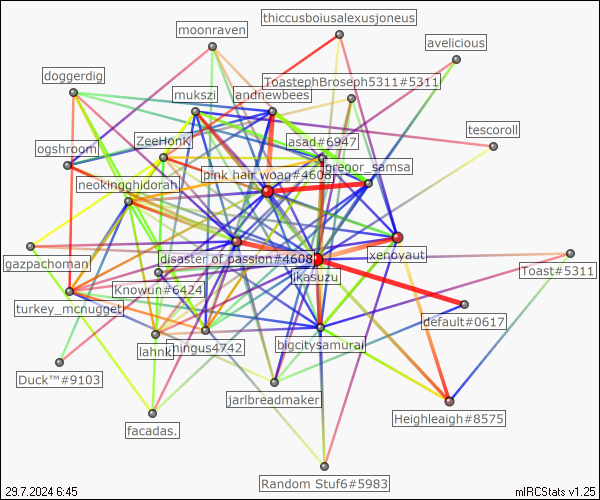 thiccusboiusalexusjoneus
moonraven
avelicious
doggerdig
ToastephBroseph5311#5311
mukszi
andnewbees
tescoroll
ZeeHonK
asad#6947
ogshroom
gregor_samsa
pink hair woag#4608
neokingghidorah
xenoyaut
disaster of passion#4608
gazpachoman
Toast#5311
jikasuzu
Knowun#6424
turkey_mcnugget
default#0617
lahnk
hingus4742
bigcitysamurai
Duck™#9103
jarlbreadmaker
Heighleaigh#8575
facadas.
Random Stuf6#5983
29.7.2024 6:45
mIRCStats v1.25